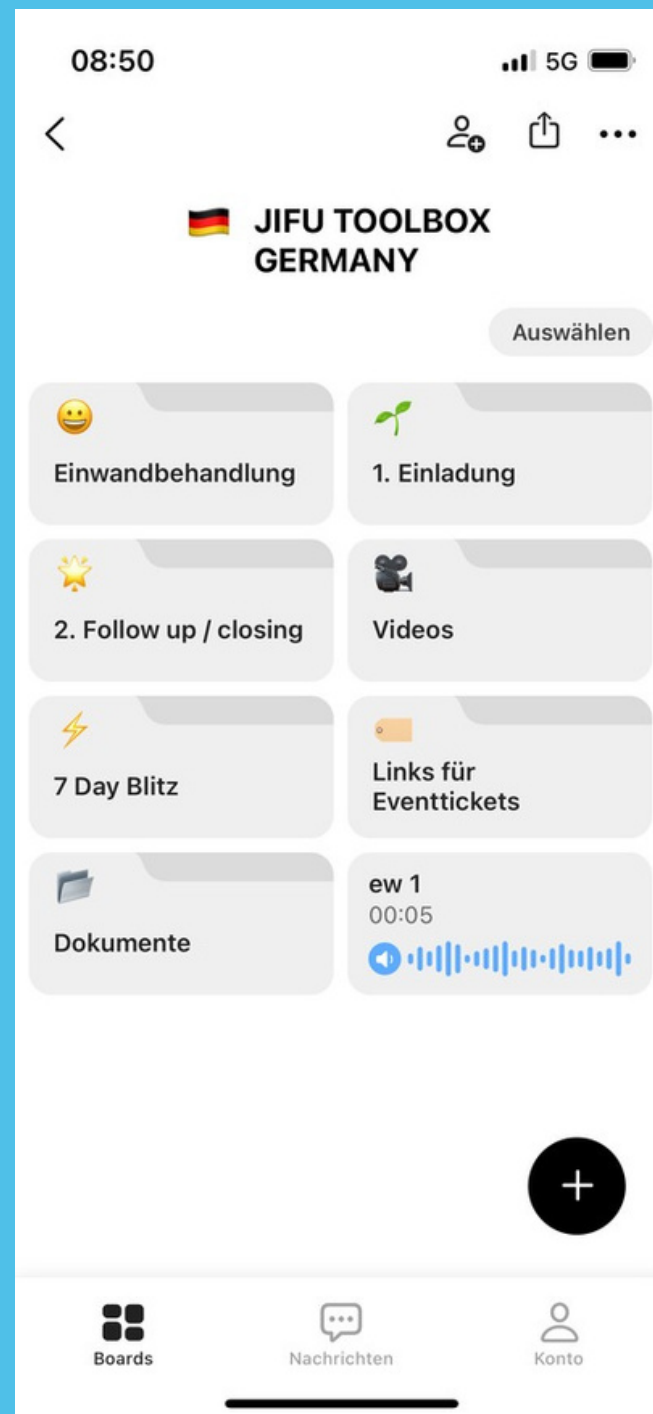 08:50
5G
JIFU TOOLBOX
GERMANY
Auswählen
Einwandbehandlung
1. Einladung
2. Follow up / closing
Videos
7 Day Blitz
Links für
Eventtickets
Dokumente
ew 1
00:05
Boards
Nachrichten
Konto